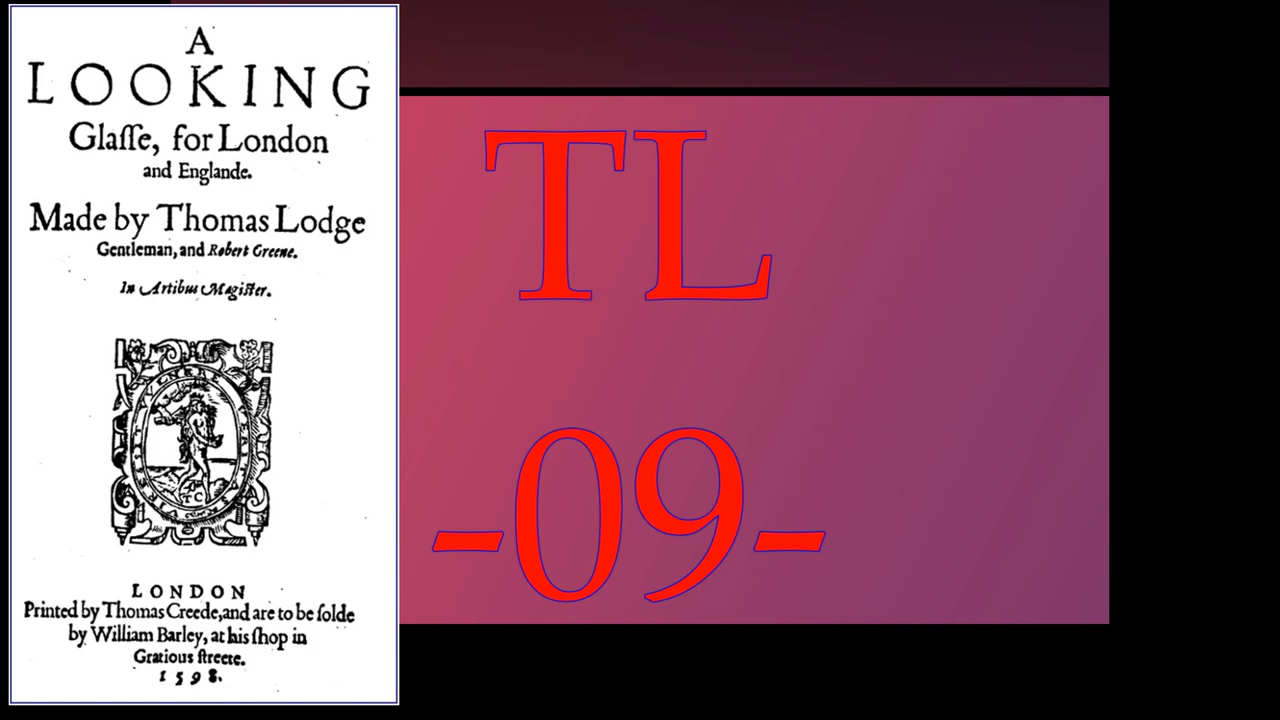 A
LOOKING
Glaſſe, for London
and Englande.
Made by Thomas Lodge
Gentleman, and Robert Greene.
In Artibus Magiſter.
TC
LONDON
Printed by Thomas Creede, and are to be ſolde
by William Barley, at his ſhop in
Gratious ſtreete.
1598.
TL
-09-